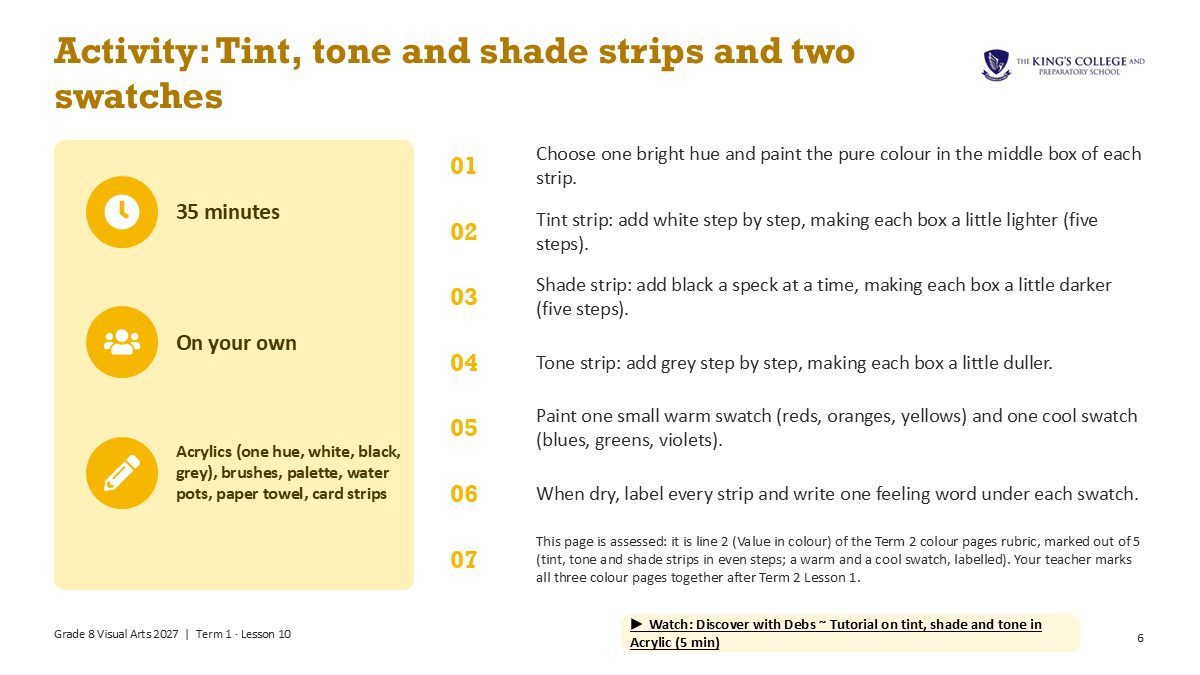 Activity: Tint, tone and shade strips and two
swatches
THE KING'S COLLEGE AND
PREPARATORY SCHOOL
35 minutes
On your own
Acrylics (one hue, white, black,
grey), brushes, palette, water
pots, paper towel, card strips
01
Choose one bright hue and paint the pure colour in the middle box of each
strip.
02
Tint strip: add white step by step, making each box a little lighter (five
steps).
03
Shade strip: add black a speck at a time, making each box a little darker
(five steps).
04
Tone strip: add grey step by step, making each box a little duller.
05
Paint one small warm swatch (reds, oranges, yellows) and one cool swatch
(blues, greens, violets).
06
When dry, label every strip and write one feeling word under each swatch.
07
This page is assessed: it is line 2 (Value in colour) of the Term 2 colour pages rubric, marked out of 5
(tint, tone and shade strips in even steps; a warm and a cool swatch, labelled). Your teacher marks
all three colour pages together after Term 2 Lesson 1.
Grade 8 Visual Arts 2027 | Term 1 · Lesson 10
▶ Watch: Discover with Debs ~ Tutorial on tint, shade and tone in
Acrylic (5 min)
6